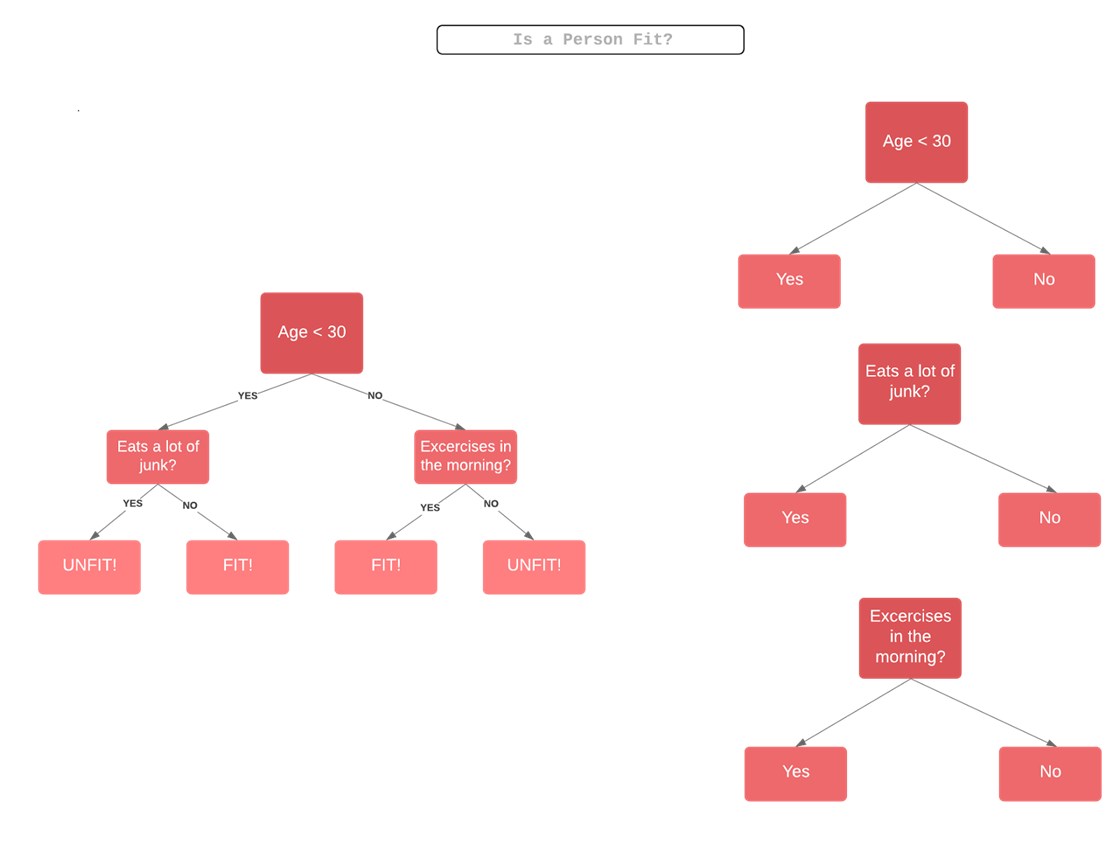 Is a Person Fit?
Age < 30
YES
NO
Eats a lot of
junk?
Excercises in
the morning?
YES
NO
YES
NO
UNFIT!
FIT!
FIT!
UNFIT!
Age < 30
Yes
No
Eats a lot of
junk?
Yes
No
Excercises
in the
morning?
Yes
No